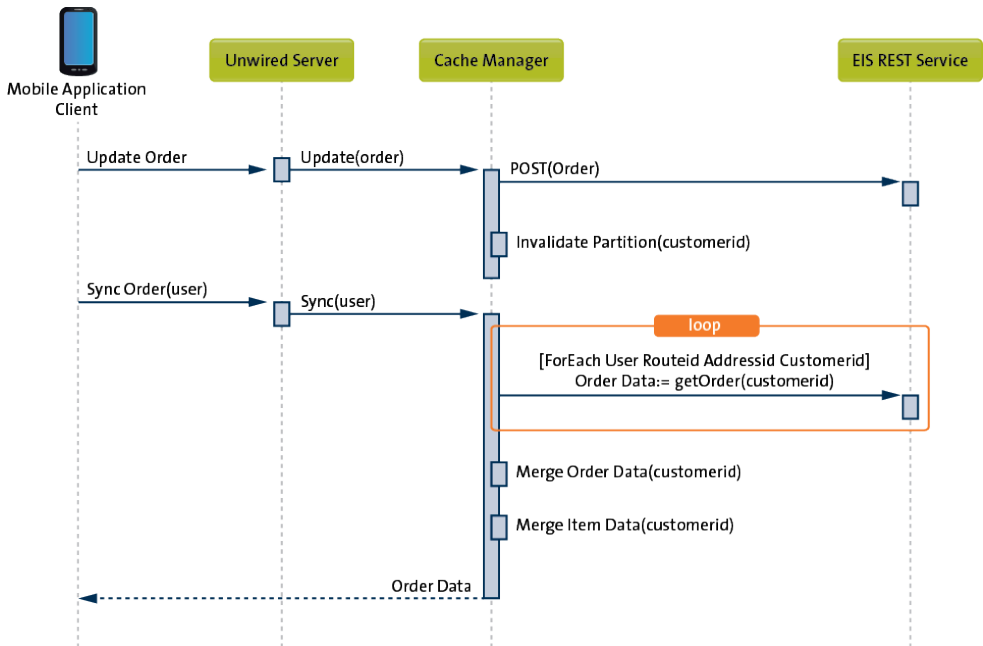 Mobile Application
Client
Unwired Server
Cache Manager
EIS REST Service
Update Order
Update(order)
POST(Order)
Invalidate Partition(customerid)
Sync Order(user)
Sync(user)
loop
[ForEach User Routeid Addressid Customerid]
Order Data:= getOrder(customerid)
Merge Order Data(customerid)
Merge Item Data(customerid)
Order Data